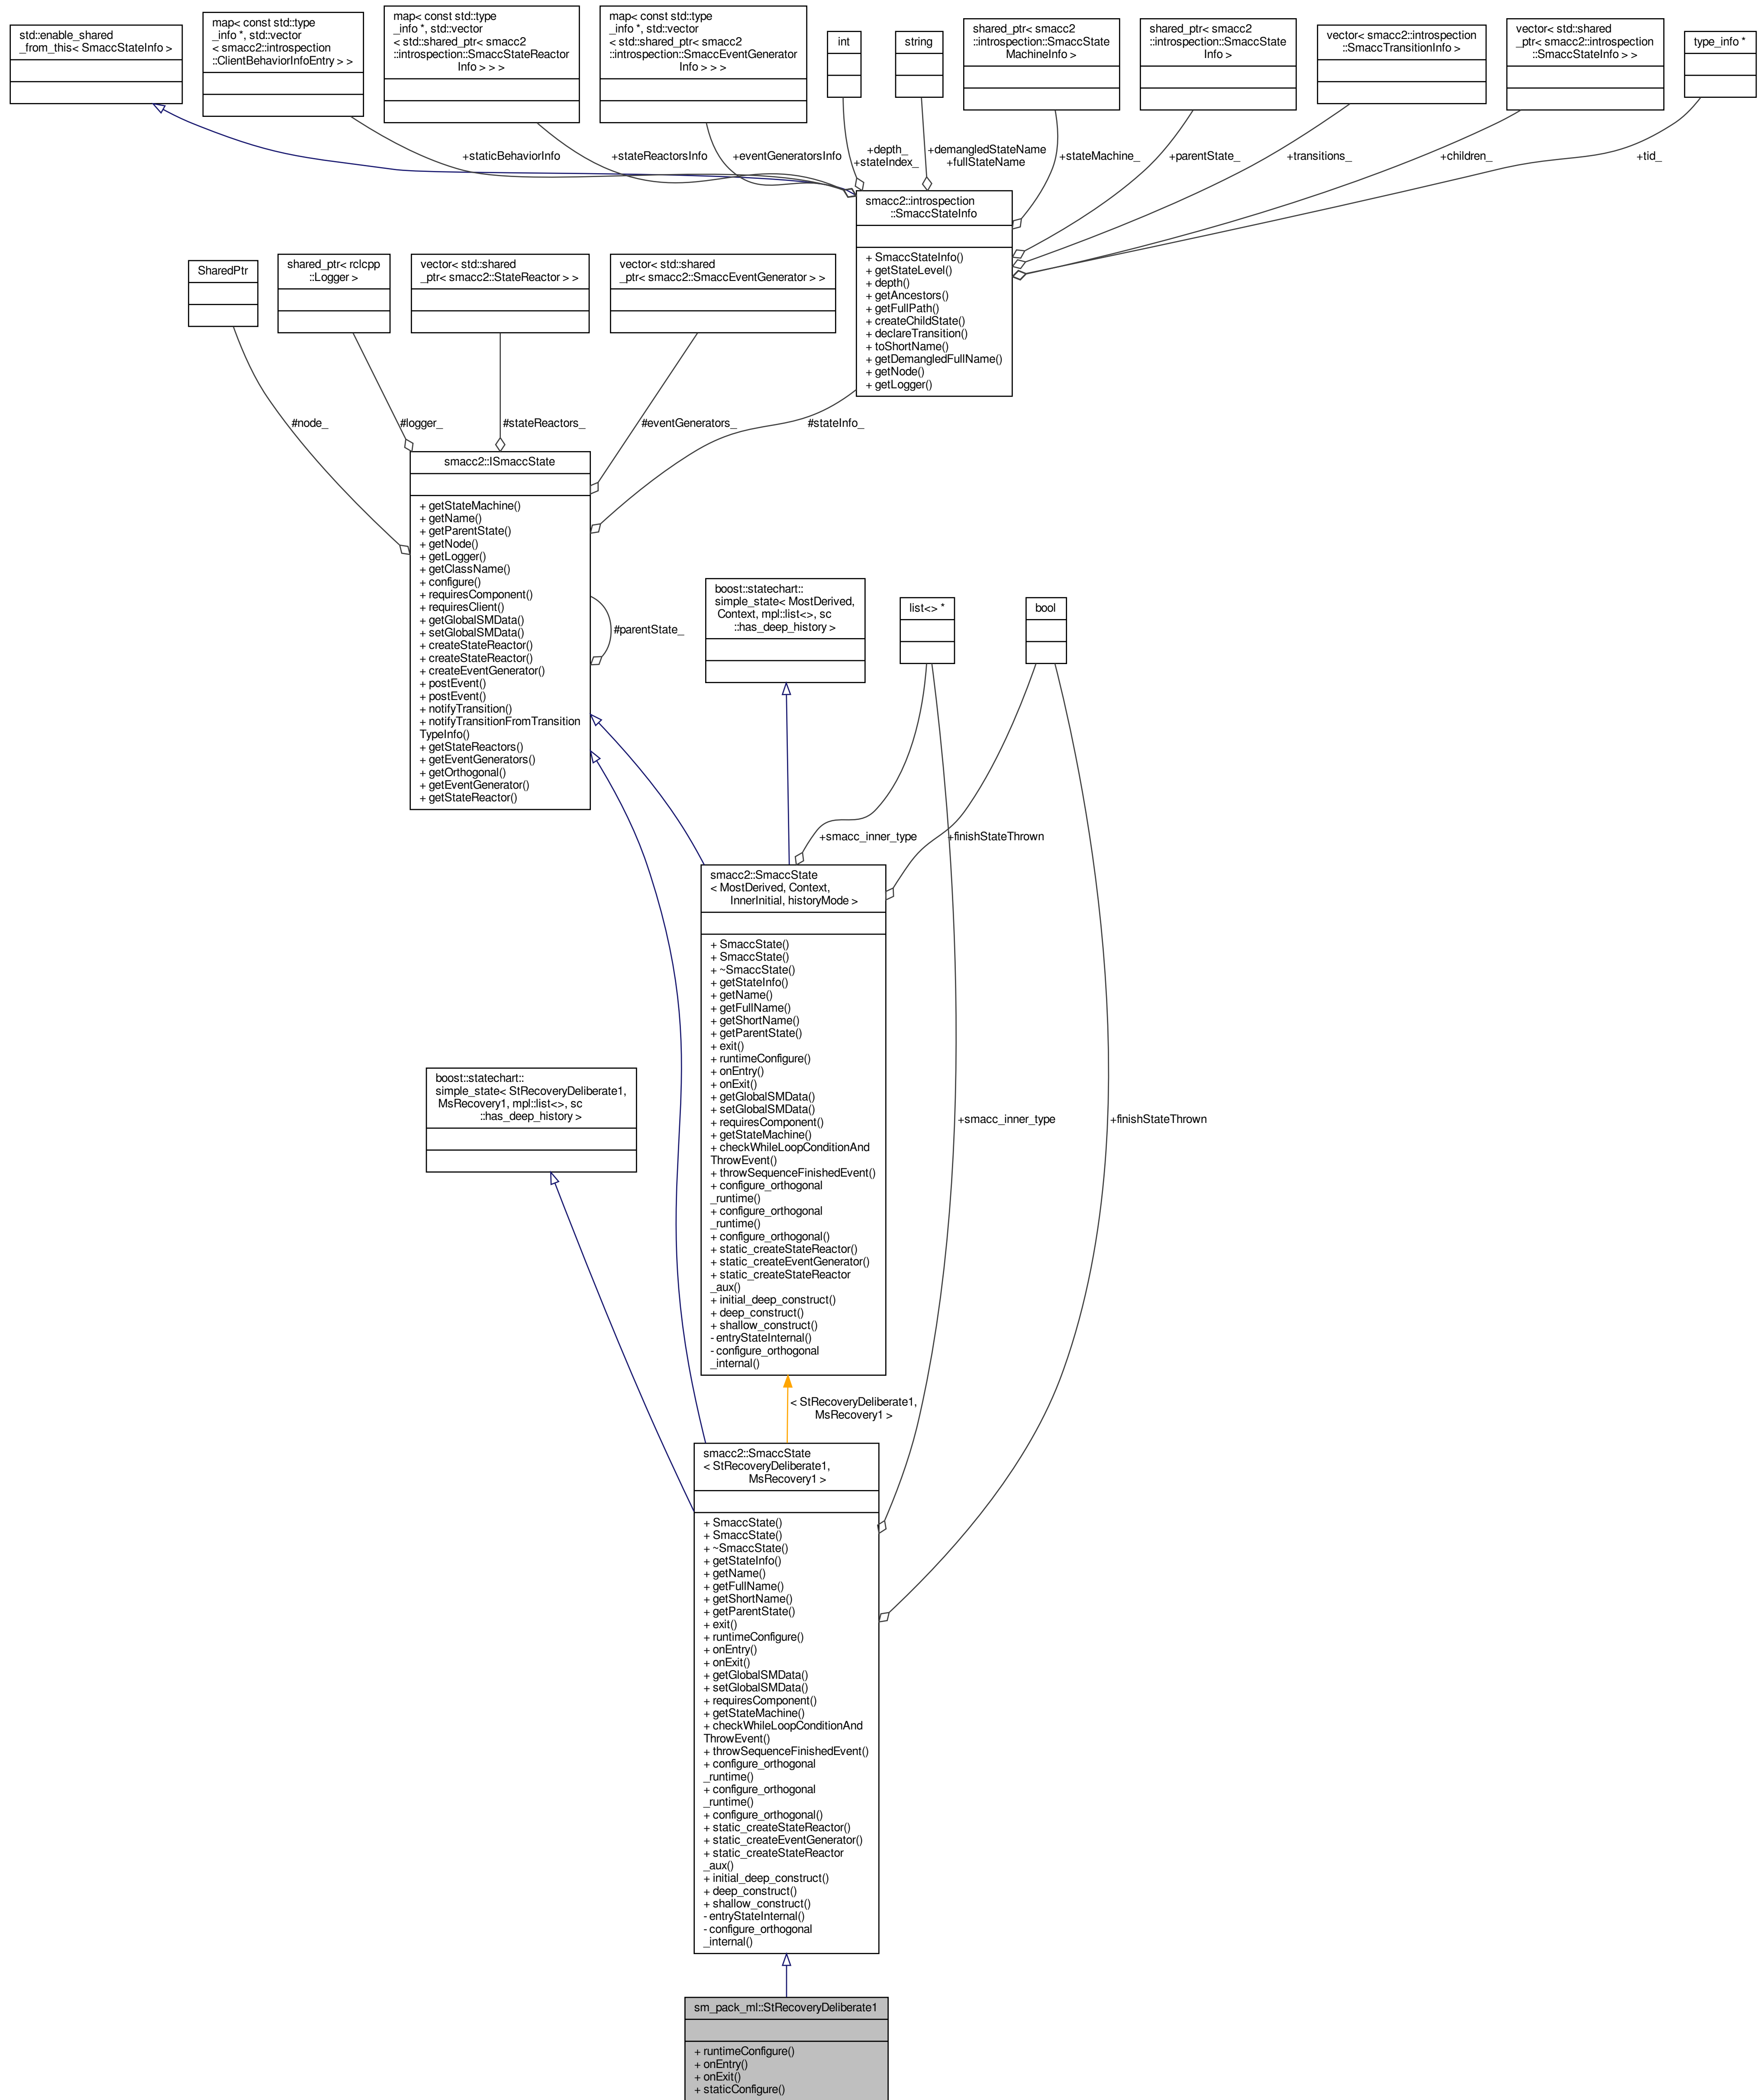 std::enable_shared
_from_this< SmaccStateInfo >
map< const std::type
_info *, std::vector
< smacc2::introspection
::ClientBehaviorInfoEntry > >
map< const std::type
_info *, std::vector
< std::shared_ptr< smacc2
::introspection::SmaccStateReactor
Info > > >
map< const std::type
_info *, std::vector
< std::shared_ptr< smacc2
::introspection::SmaccEventGenerator
Info > > >
int
string
shared_ptr< smacc2
::introspection::SmaccState
MachineInfo >
shared_ptr< smacc2
::introspection::SmaccState
Info >
vector< smacc2::introspection
::SmaccTransitionInfo >
vector< std::shared
_ptr< smacc2::introspection
::SmaccStateInfo > >
type_info *
+staticBehaviorInfo
+stateReactorsInfo
+eventGeneratorsInfo
+depth_
+stateIndex_
+demangledStateName
+fullStateName
+stateMachine_
+parentState_
+transitions_
+children_
+tid_
smacc2::introspection
::SmaccStateInfo
+ SmaccStateInfo()
+ getStateLevel()
+ depth()
+ getAncestors()
+ getFullPath()
+ createChildState()
+ declareTransition()
+ toShortName()
+ getDemangledFullName()
+ getNode()
+ getLogger()
SharedPtr
shared_ptr< rclcpp
::Logger >
vector< std::shared
_ptr< smacc2::StateReactor > >
vector< std::shared
_ptr< smacc2::SmaccEventGenerator > >
#node_
#logger_
#stateReactors_
#eventGenerators_
#stateInfo_
smacc2::ISmaccState
+ getStateMachine()
+ getName()
+ getParentState()
+ getNode()
+ getLogger()
+ getClassName()
+ configure()
+ requiresComponent()
+ requiresClient()
+ getGlobalSMData()
+ setGlobalSMData()
+ createStateReactor()
+ createStateReactor()
+ createEventGenerator()
+ postEvent()
+ postEvent()
+ notifyTransition()
+ notifyTransitionFromTransition
TypeInfo()
+ getStateReactors()
+ getEventGenerators()
+ getOrthogonal()
+ getEventGenerator()
+ getStateReactor()
#parentState_
boost::statechart::
simple_state< MostDerived,
Context, mpl::list<>, sc
::has_deep_history >
list<> *
bool
+smacc_inner_type
+finishStateThrown
smacc2::SmaccState
< MostDerived, Context,
InnerInitial, historyMode >
+ SmaccState()
+ SmaccState()
+ ~SmaccState()
+ getStateInfo()
+ getName()
+ getFullName()
+ getShortName()
+ getParentState()
+ exit()
+ runtimeConfigure()
+ onEntry()
+ onExit()
+ getGlobalSMData()
+ setGlobalSMData()
+ requiresComponent()
+ getStateMachine()
+ checkWhileLoopConditionAnd
ThrowEvent()
+ throwSequenceFinishedEvent()
+ configure_orthogonal
_runtime()
+ configure_orthogonal
_runtime()
+ configure_orthogonal()
+ static_createStateReactor()
+ static_createEventGenerator()
+ static_createStateReactor
_aux()
+ initial_deep_construct()
+ deep_construct()
+ shallow_construct()
- entryStateInternal()
- configure_orthogonal
_internal()
boost::statechart::
simple_state< StRecoveryDeliberate1,
MsRecovery1, mpl::list<>, sc
::has_deep_history >
+smacc_inner_type
+finishStateThrown
< StRecoveryDeliberate1,
MsRecovery1 >
smacc2::SmaccState
< StRecoveryDeliberate1,
MsRecovery1 >
+ SmaccState()
+ SmaccState()
+ ~SmaccState()
+ getStateInfo()
+ getName()
+ getFullName()
+ getShortName()
+ getParentState()
+ exit()
+ runtimeConfigure()
+ onEntry()
+ onExit()
+ getGlobalSMData()
+ setGlobalSMData()
+ requiresComponent()
+ getStateMachine()
+ checkWhileLoopConditionAnd
ThrowEvent()
+ throwSequenceFinishedEvent()
+ configure_orthogonal
_runtime()
+ configure_orthogonal
_runtime()
+ configure_orthogonal()
+ static_createStateReactor()
+ static_createEventGenerator()
+ static_createStateReactor
_aux()
+ initial_deep_construct()
+ deep_construct()
+ shallow_construct()
- entryStateInternal()
- configure_orthogonal
_internal()
sm_pack_ml::StRecoveryDeliberate1
+ runtimeConfigure()
+ onEntry()
+ onExit()
+ staticConfigure()